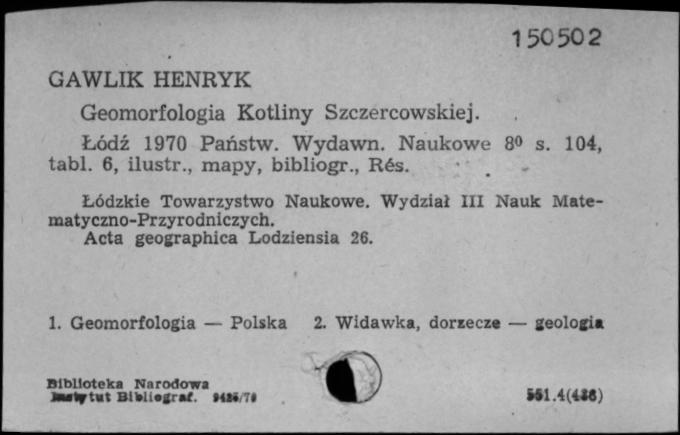 150502
GAWLIK HENRYK
Geomorfologia Kotliny Szczercowskiej.
Łódź 1970 Państw. Wydawn. Naukowe 8⁰ s. 104,
tabl. 6, ilustr., mapy, bibliogr., Rés.
Łódzkie Towarzystwo Naukowe. Wydział III Nauk Mate-
matyczno-Przyrodniczych.
Acta geographica Lodziensia 26.
1. Geomorfologia — Polska 2. Widawka, dorzecze — geologia
Biblioteka Narodowa
Instytut Bibliograf.
551.4(438)